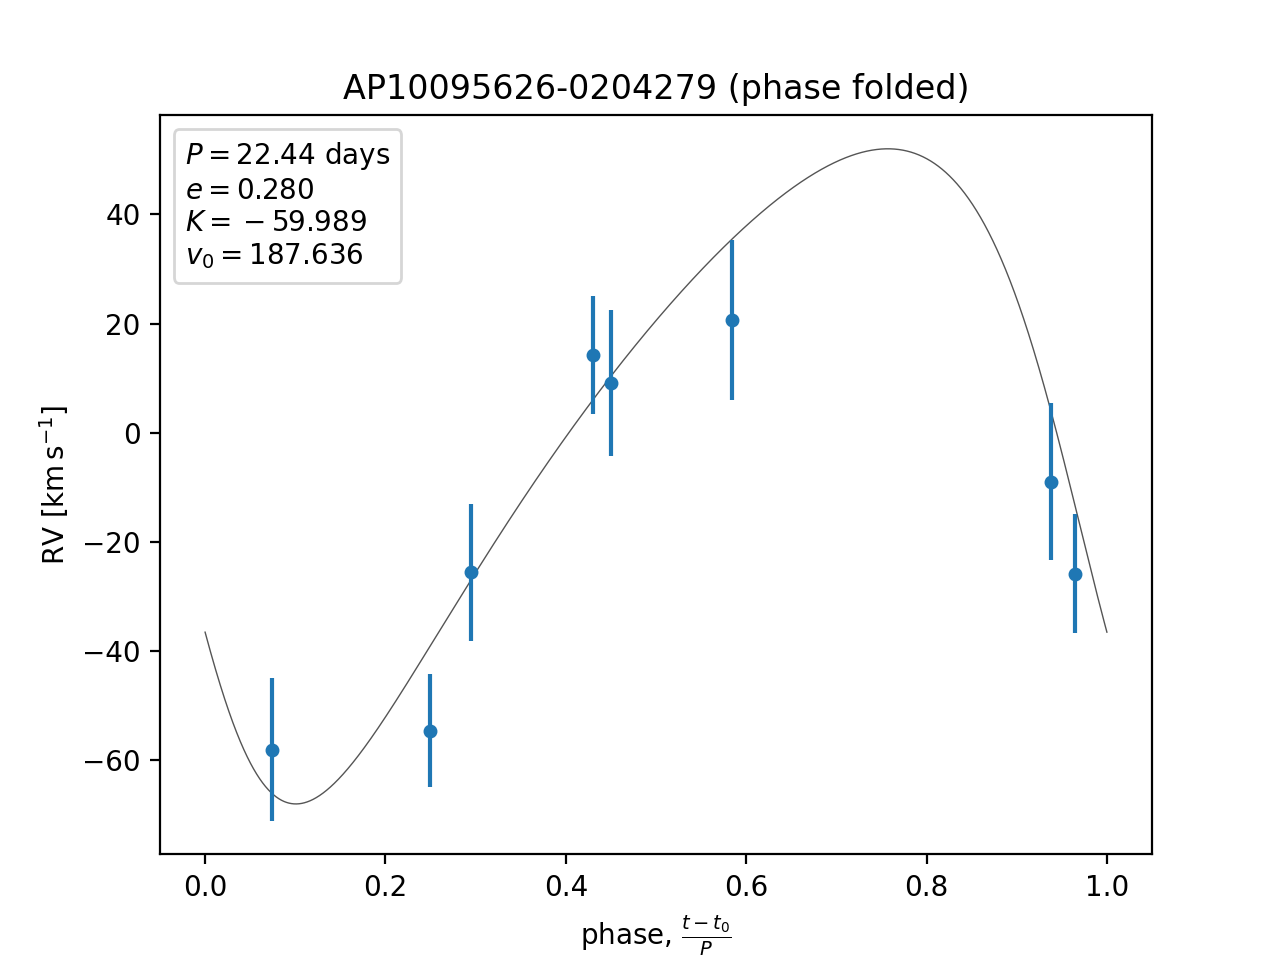 AP10095626-0204279 (phase folded)
P = 22.44 days
e = 0.280
K = −59.989
v₀ = 187.636
40
20
0
−20
−40
−60
RV [km s⁻¹]
0.0 0.2 0.4 0.6 0.8 1.0
phase, (t − t₀)/P